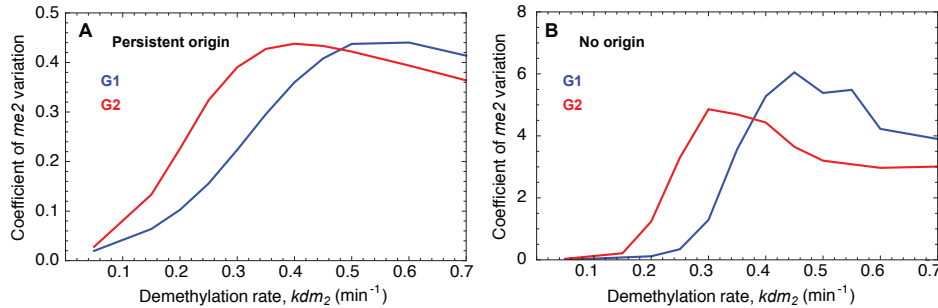 A
Persistent origin
G1
G2
Coefficient of me2 variation
0.5
0.4
0.3
0.2
0.1
0.0
0.1 0.2 0.3 0.4 0.5 0.6 0.7
Demethylation rate, kdm₂ (min⁻¹)
B
No origin
G1
G2
Coefficient of me2 variation
8
6
4
2
0
0.1 0.2 0.3 0.4 0.5 0.6 0.7
Demethylation rate, kdm₂ (min⁻¹)